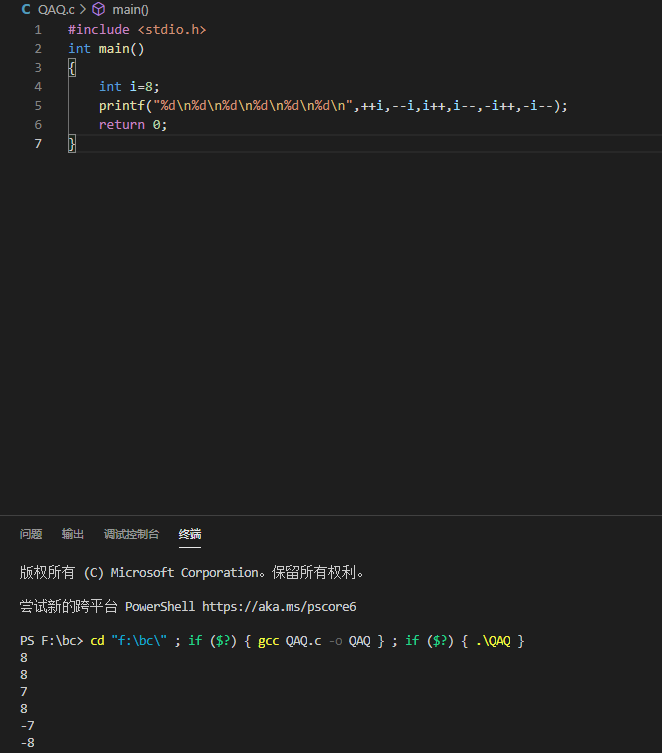 C QAQ.c > main()
1 #include <stdio.h>
2 int main()
3 {
4     int i=8;
5     printf("%d\n%d\n%d\n%d\n%d\n%d\n",++i,--i,i++,i--,-i++,-i--);
6     return 0;
7 }
问题 输出 调试控制台 终端
版权所有 (C) Microsoft Corporation。保留所有权利。
尝试新的跨平台 PowerShell https://aka.ms/pscore6
PS F:\bc> cd "f:\bc\" ; if ($?) { gcc QAQ.c -o QAQ } ; if ($?) { .\QAQ }
8
8
7
8
-7
-8